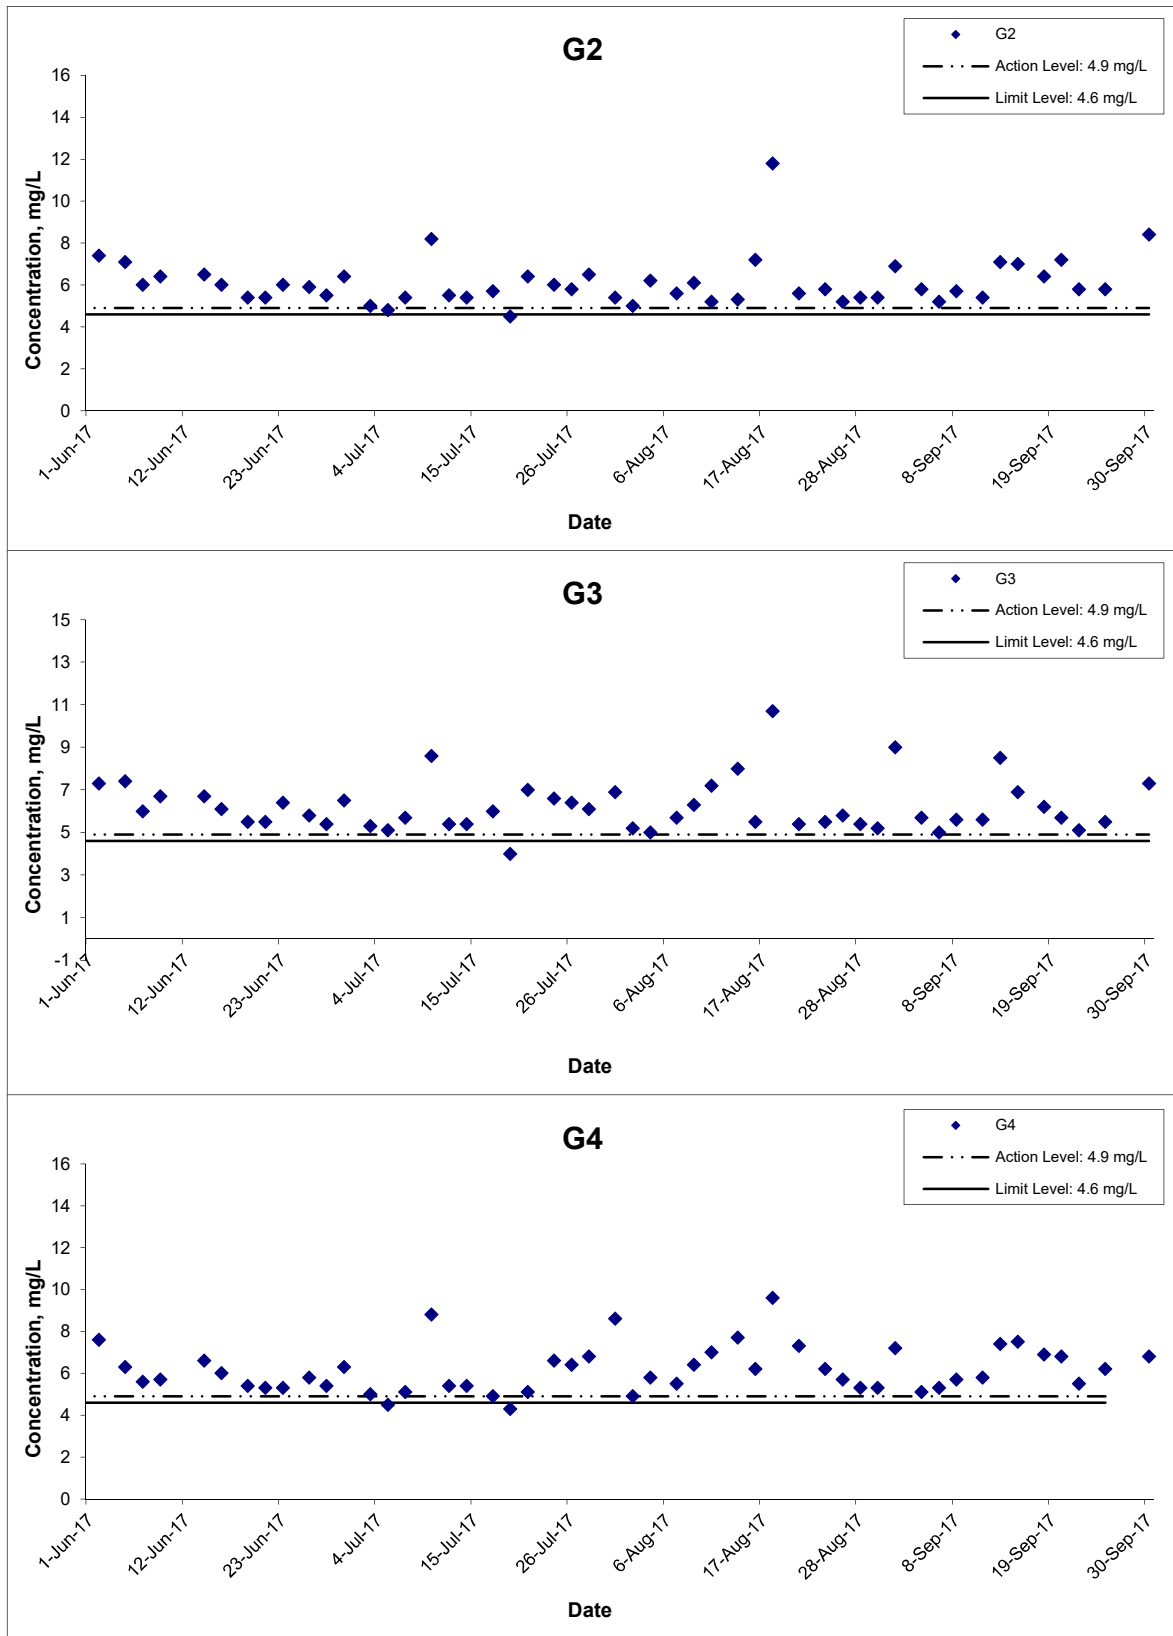 G2
G2
Action Level: 4.9 mg/L
Limit Level: 4.6 mg/L
Concentration, mg/L
16
14
12
10
8
6
4
2
0
1-Jun-17
12-Jun-17
23-Jun-17
4-Jul-17
15-Jul-17
26-Jul-17
6-Aug-17
17-Aug-17
28-Aug-17
8-Sep-17
19-Sep-17
30-Sep-17
Date
G3
G3
Action Level: 4.9 mg/L
Limit Level: 4.6 mg/L
Concentration, mg/L
15
13
11
9
7
5
3
1
-1
1-Jun-17
12-Jun-17
23-Jun-17
4-Jul-17
15-Jul-17
26-Jul-17
6-Aug-17
17-Aug-17
28-Aug-17
8-Sep-17
19-Sep-17
30-Sep-17
Date
G4
G4
Action Level: 4.9 mg/L
Limit Level: 4.6 mg/L
Concentration, mg/L
16
14
12
10
8
6
4
2
0
1-Jun-17
12-Jun-17
23-Jun-17
4-Jul-17
15-Jul-17
26-Jul-17
6-Aug-17
17-Aug-17
28-Aug-17
8-Sep-17
19-Sep-17
30-Sep-17
Date